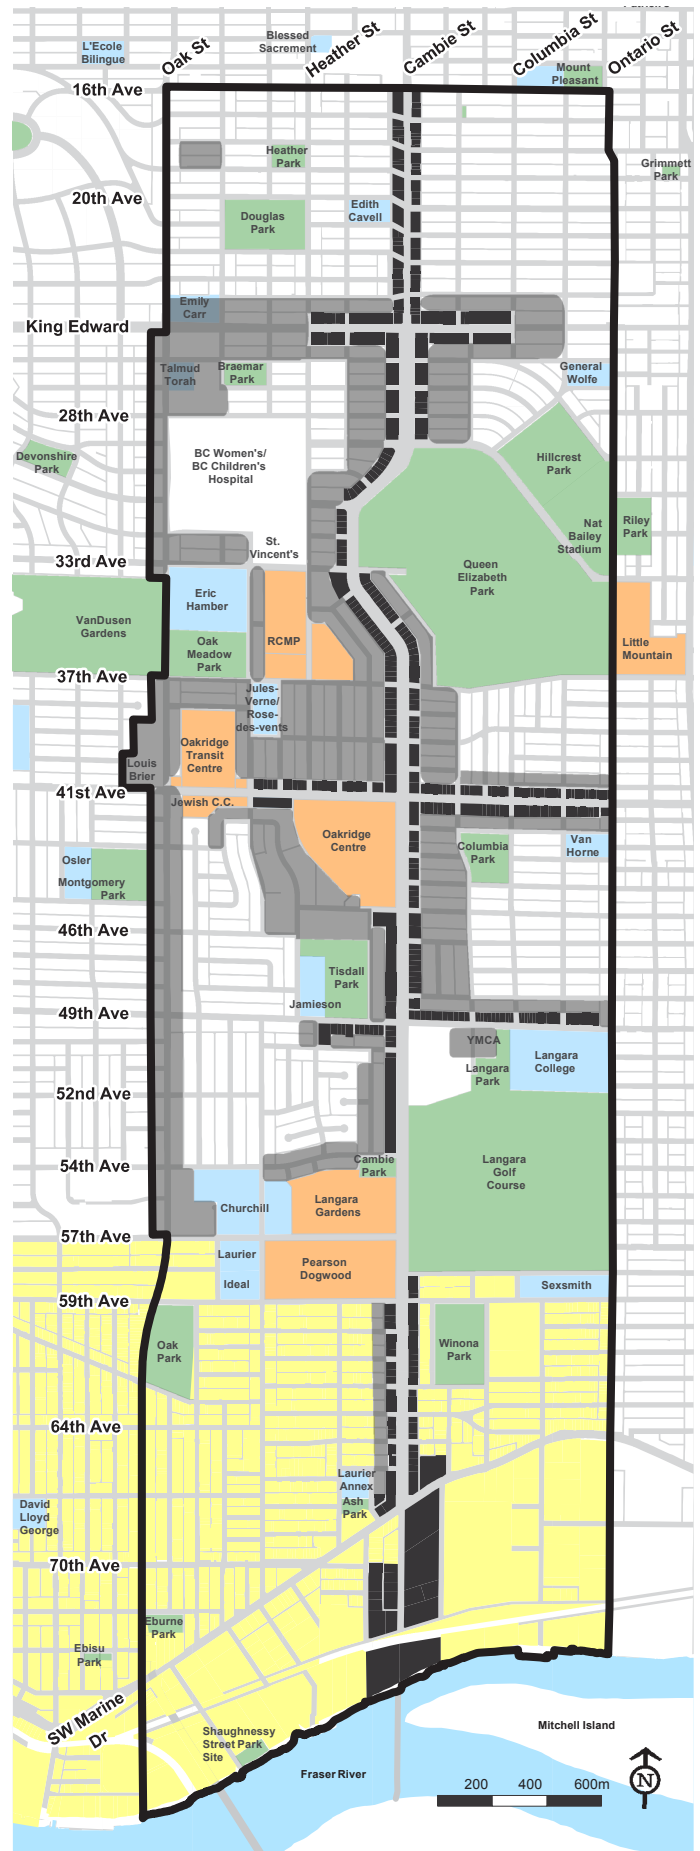 L'Ecole
Bilingue
Blessed
Sacrement
Oak St
Heather St
Cambie St
Columbia St
Ontario St
Mount
Pleasant
16th Ave
Heather
Park
Grimmett
Park
20th Ave
Edith
Cavell
Douglas
Park
Emily
Carr
King Edward
Talmud
Torah
Braemar
Park
General
Wolfe
28th Ave
Devonshire
Park
BC Women's/
BC Children's
Hospital
Hillcrest
Park
Nat
Bailey
Stadium
Riley
Park
St.
Vincent's
33rd Ave
Queen
Elizabeth
Park
Eric
Hamber
VanDusen
Gardens
Oak
Meadow
Park
RCMP
Little
Mountain
37th Ave
Jules-
Verne/
Rose-
des-vents
Oakridge
Transit
Centre
Louis
Brier
41st Ave
Jewish C.C.
Oakridge
Centre
Columbia
Park
Van
Horne
Osler
Montgomery
Park
46th Ave
Tisdall
Park
Jamieson
49th Ave
YMCA
Langara
Park
Langara
College
52nd Ave
54th Ave
Cambie
Park
Langara
Golf
Course
Churchill
Langara
Gardens
57th Ave
Laurier
Ideal
Pearson
Dogwood
Sexsmith
59th Ave
Oak
Park
Winona
Park
64th Ave
Laurier
Annex
Ash
Park
David
Lloyd
George
70th Ave
Eburne
Park
Ebisu
Park
SW Marine
Dr
Shaughnessy
Street Park
Site
Mitchell Island
Fraser River
N
200 400 600m